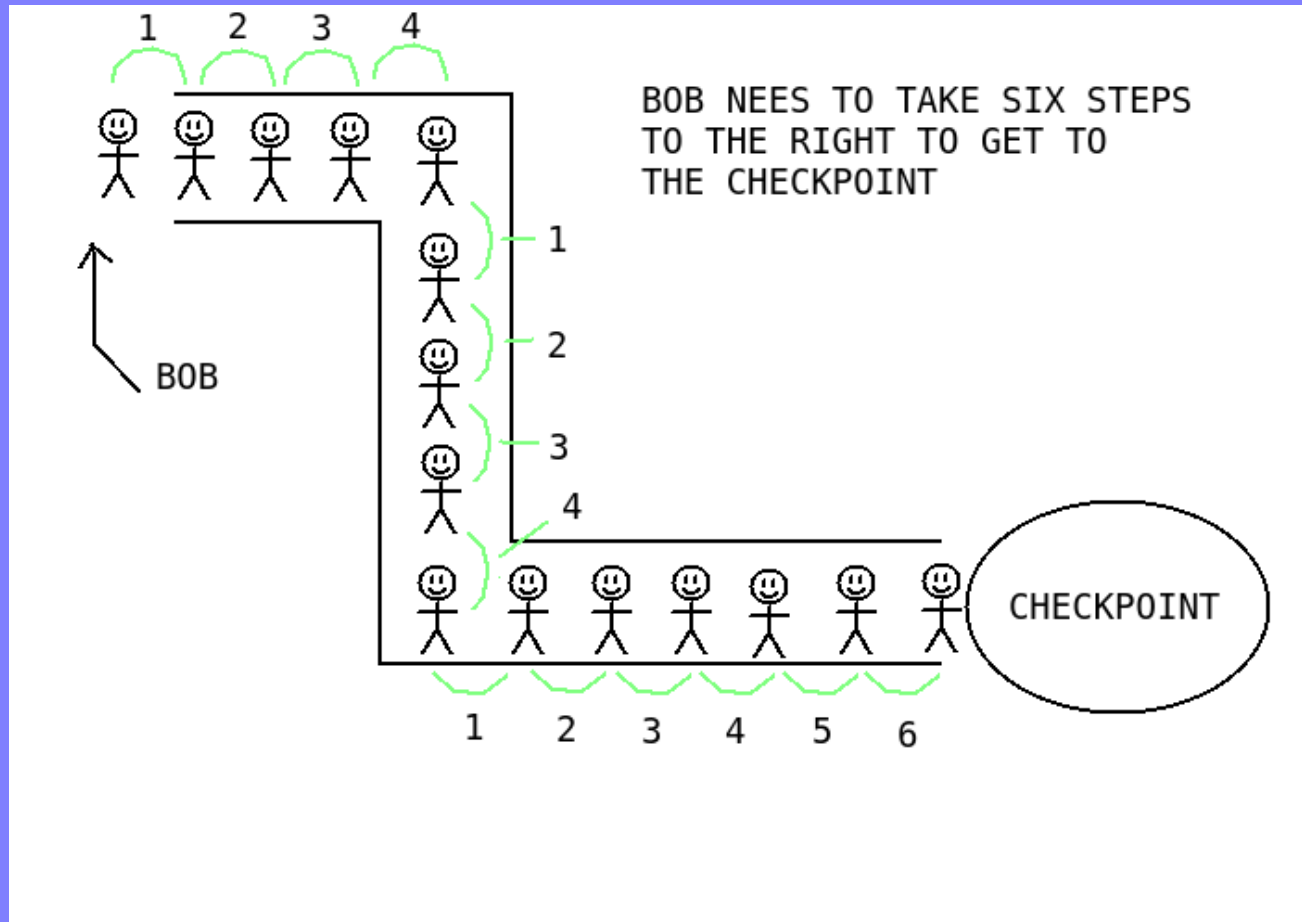 1 2 3 4
BOB NEES TO TAKE SIX STEPS
TO THE RIGHT TO GET TO
THE CHECKPOINT
1
2
BOB
3
4
CHECKPOINT
1 2 3 4 5 6